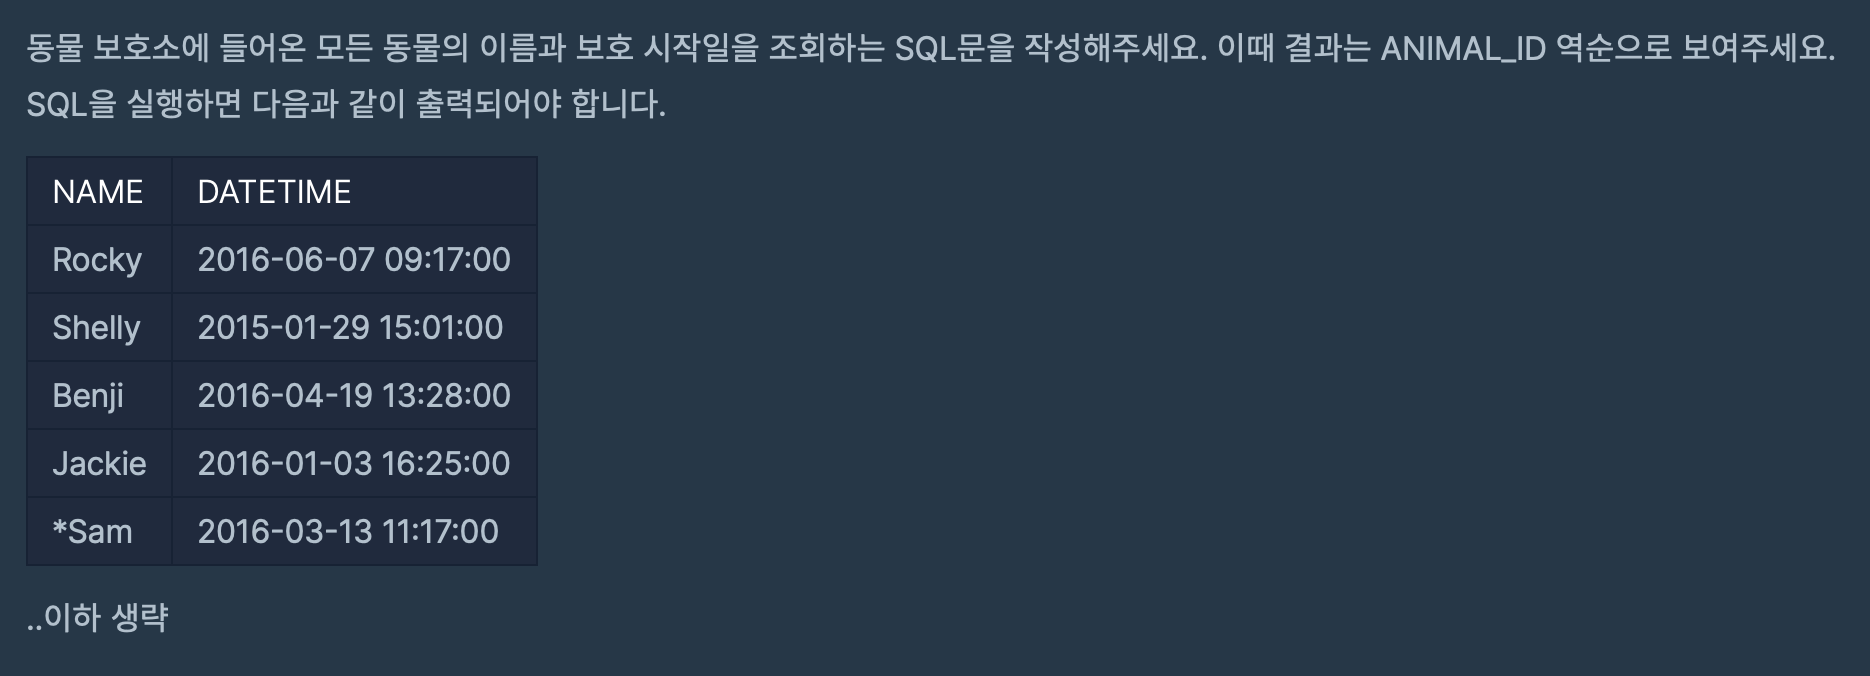 동물 보호소에 들어온 모든 동물의 이름과 보호 시작일을 조회하는 SQL문을 작성해주세요. 이때 결과는 ANIMAL_ID 역순으로 보여주세요.
SQL을 실행하면 다음과 같이 출력되어야 합니다.
NAME DATETIME
Rocky 2016-06-07 09:17:00
Shelly 2015-01-29 15:01:00
Benji 2016-04-19 13:28:00
Jackie 2016-01-03 16:25:00
*Sam 2016-03-13 11:17:00
..이하 생략